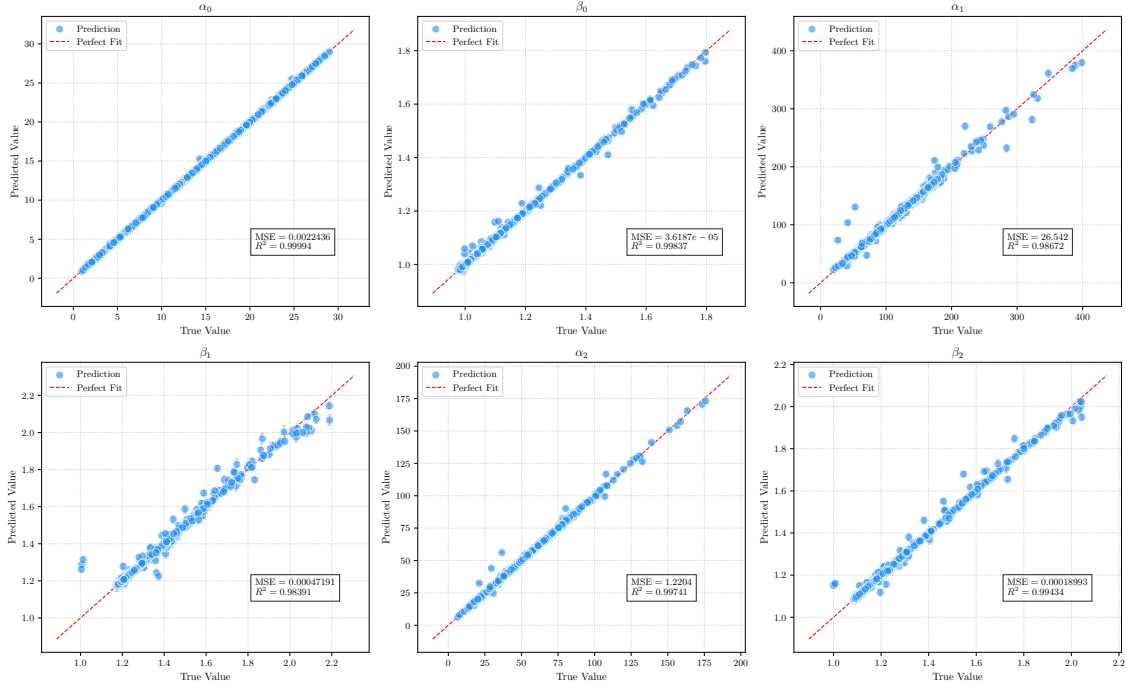 α₀
Prediction
Perfect Fit
Predicted Value
30
25
20
15
10
5
0
MSE = 0.0022436
R² = 0.99994
0 5 10 15 20 25 30
True Value
β₀
Prediction
Perfect Fit
Predicted Value
1.8
1.6
1.4
1.2
1.0
MSE = 3.6187e − 05
R² = 0.99837
1.0 1.2 1.4 1.6 1.8
True Value
α₁
Prediction
Perfect Fit
Predicted Value
400
300
200
100
0
MSE = 26.542
R² = 0.98672
0 100 200 300 400
True Value
β₁
Prediction
Perfect Fit
Predicted Value
2.2
2.0
1.8
1.6
1.4
1.2
1.0
MSE = 0.00047191
R² = 0.98391
1.0 1.2 1.4 1.6 1.8 2.0 2.2
True Value
α₂
Prediction
Perfect Fit
Predicted Value
200
175
150
125
100
75
50
25
0
MSE = 1.2204
R² = 0.99741
0 25 50 75 100 125 150 175 200
True Value
β₂
Prediction
Perfect Fit
Predicted Value
2.2
2.0
1.8
1.6
1.4
1.2
1.0
MSE = 0.00018993
R² = 0.99434
1.0 1.2 1.4 1.6 1.8 2.0 2.2
True Value